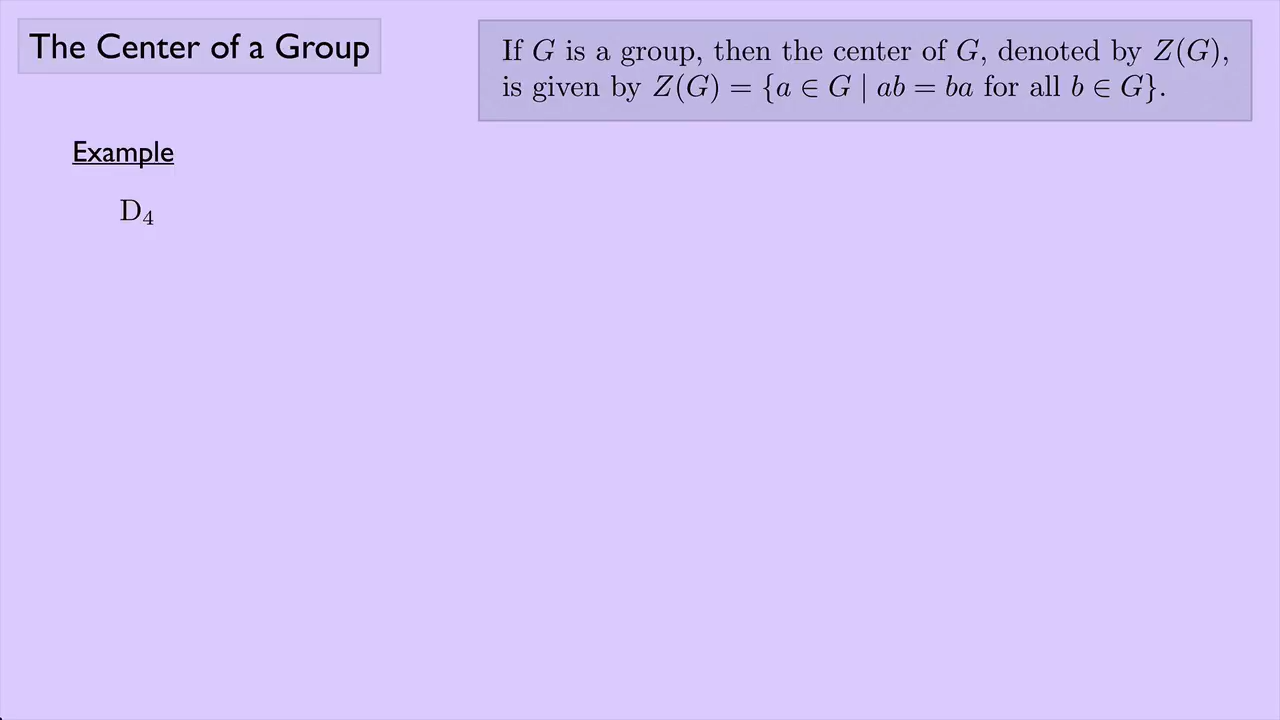 The Center of a Group
If G is a group, then the center of G, denoted by Z(G),
is given by Z(G) = {a ∈ G | ab = ba for all b ∈ G}.
Example
D₄